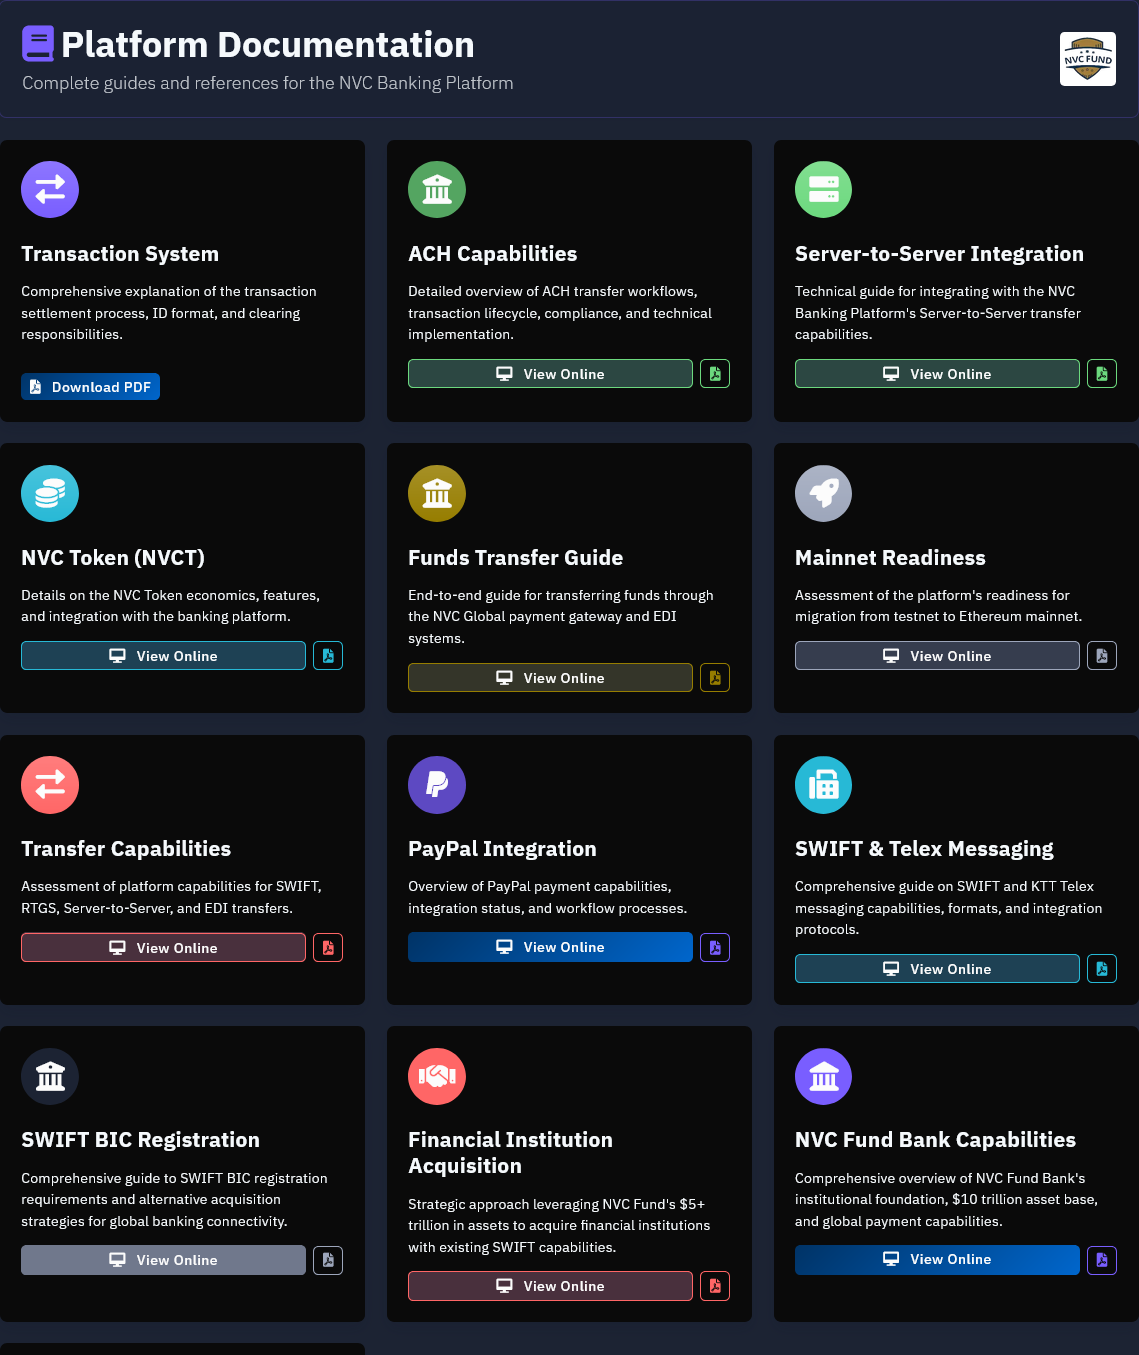 Platform Documentation
Complete guides and references for the NVC Banking Platform
NVC FUND
Transaction System
Comprehensive explanation of the transaction
settlement process, ID format, and clearing
responsibilities.
Download PDF
ACH Capabilities
Detailed overview of ACH transfer workflows,
transaction lifecycle, compliance, and technical
implementation.
View Online
Server-to-Server Integration
Technical guide for integrating with the NVC
Banking Platform's Server-to-Server transfer
capabilities.
View Online
NVC Token (NVCT)
Details on the NVC Token economics, features,
and integration with the banking platform.
View Online
Funds Transfer Guide
End-to-end guide for transferring funds through
the NVC Global payment gateway and EDI
systems.
View Online
Mainnet Readiness
Assessment of the platform's readiness for
migration from testnet to Ethereum mainnet.
View Online
Transfer Capabilities
Assessment of platform capabilities for SWIFT,
RTGS, Server-to-Server, and EDI transfers.
View Online
PayPal Integration
Overview of PayPal payment capabilities,
integration status, and workflow processes.
View Online
SWIFT & Telex Messaging
Comprehensive guide on SWIFT and KTT Telex
messaging capabilities, formats, and integration
protocols.
View Online
SWIFT BIC Registration
Comprehensive guide to SWIFT BIC registration
requirements and alternative acquisition
strategies for global banking connectivity.
View Online
Financial Institution
Acquisition
Strategic approach leveraging NVC Fund's $5+
trillion in assets to acquire financial institutions
with existing SWIFT capabilities.
View Online
NVC Fund Bank Capabilities
Comprehensive overview of NVC Fund Bank's
institutional foundation, $10 trillion asset base,
and global payment capabilities.
View Online